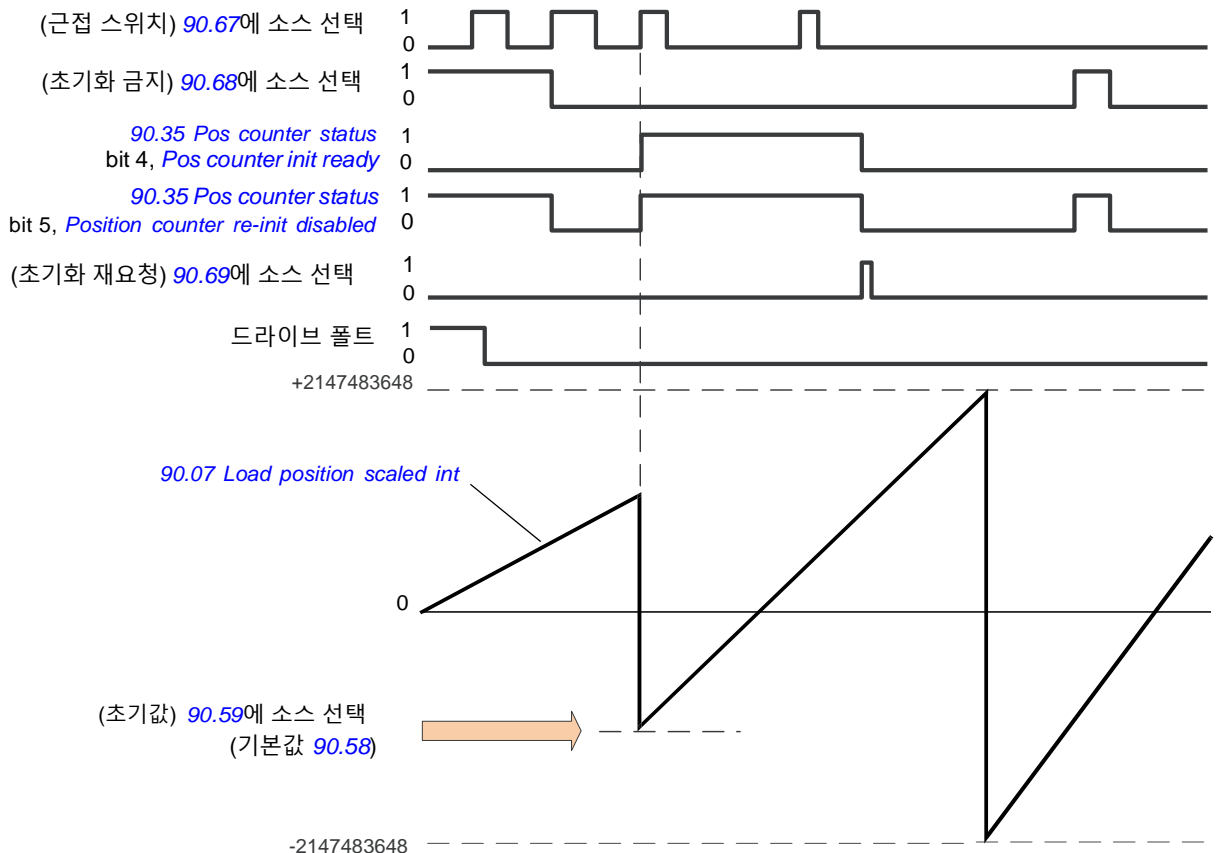 (근접 스위치) 90.67에 소스 선택
1
0
(초기화 금지) 90.68에 소스 선택
1
0
90.35 Pos counter status
bit 4, Pos counter init ready
1
0
90.35 Pos counter status
bit 5, Position counter re-init disabled
1
0
(초기화 재요청) 90.69에 소스 선택
1
0
드라이브 폴트
1
0
+2147483648
90.07 Load position scaled int
0
(초기값) 90.59에 소스 선택
(기본값 90.58)
-2147483648